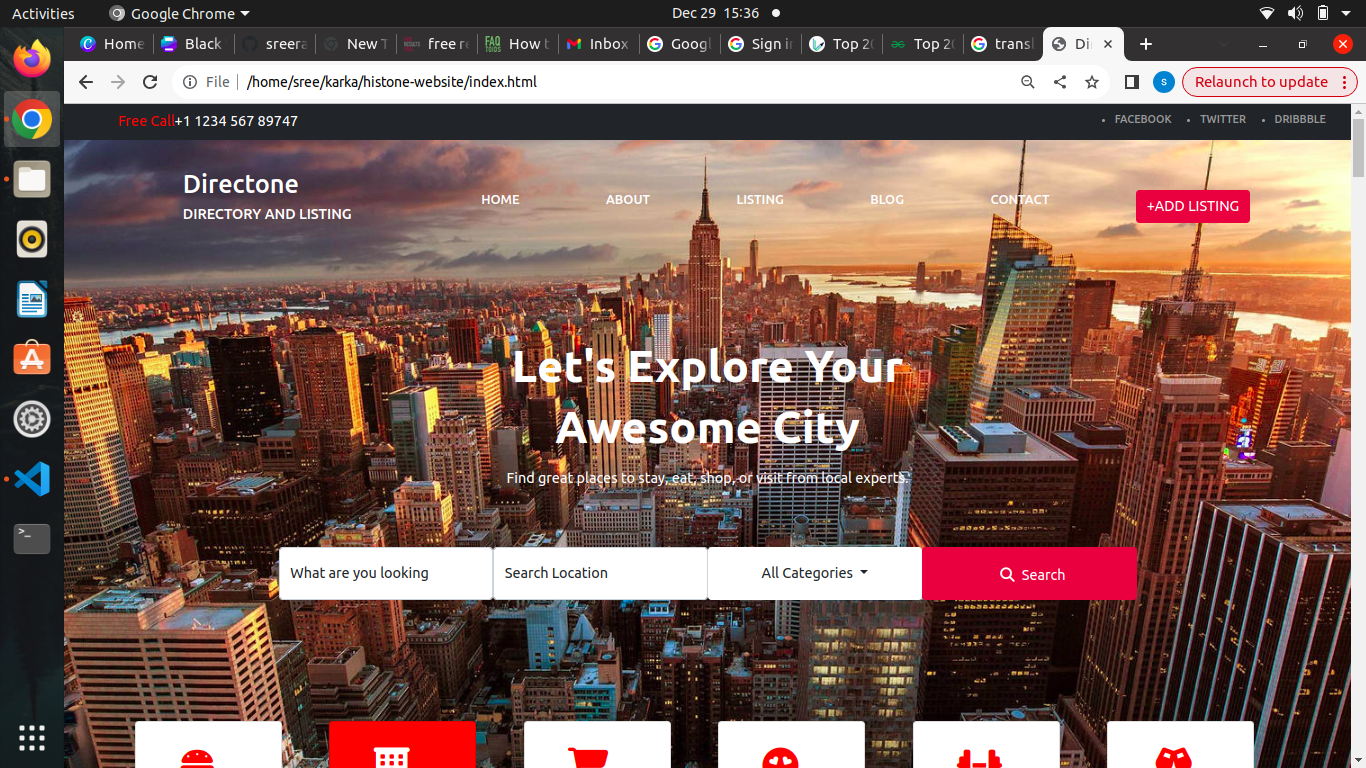 Activities
Google Chrome
Dec 29 15:36
Home
Black
sreera
New T
free re
How t
Inbox
Googl
Sign in
Top 20
Top 20
transl
Di
File
/home/sree/karka/histone-website/index.html
s
Relaunch to update
Free Call+1 1234 567 89747
FACEBOOK
TWITTER
DRIBBBLE
Directone
DIRECTORY AND LISTING
HOME
ABOUT
LISTING
BLOG
CONTACT
+ADD LISTING
Let's Explore Your
Awesome City
Find great places to stay, eat, shop, or visit from local experts.
What are you looking
Search Location
All Categories
Search